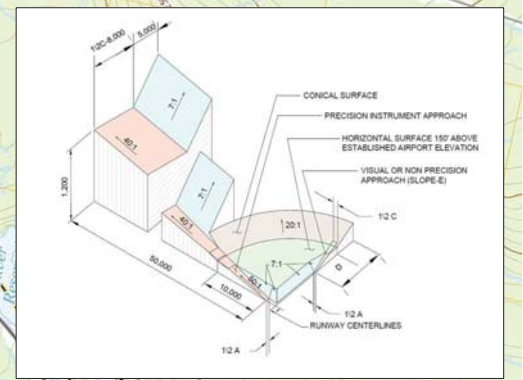 1\2C-8,000
5,000
7:1
40:1
1,200
7:1
40:1
50,000
10,000
50:1
7:1
20:1
CONICAL SURFACE
PRECISION INSTRUMENT APPROACH
HORIZONTAL SURFACE 150' ABOVE
ESTABLISHED AIRPORT ELEVATION
VISUAL OR NON PRECISION
APPROACH (SLOPE-E)
1\2 C
D
1\2 A
RUNWAY CENTERLINES
1\2 A